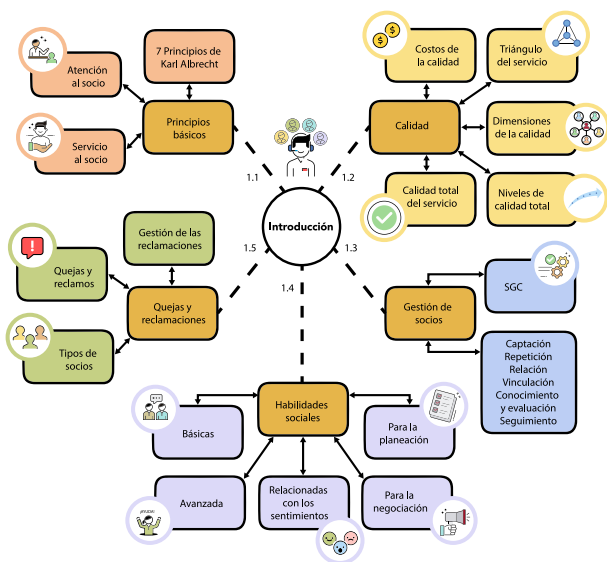 Atención
al socio
7 Principios de
Karl Albrecht
Servicio
al socio
Principios
básicos
1.1
Costos de
la calidad
Triángulo
del servicio
Calidad
Dimensiones
de la calidad
Calidad total
del servicio
Niveles de
calidad total
1.2
Introducción
1.5
1.3
1.4
Gestión de las
reclamaciones
Quejas y
reclamos
Quejas y
reclamaciones
Tipos de
socios
Gestión de
socios
SGC
Captación
Repetición
Relación
Vinculación
Conocimiento
y evaluación
Seguimiento
Habilidades
sociales
Básicas
Para la
planeación
Avanzada
Relacionadas
con los
sentimientos
Para la
negociación
¡AYUDA!